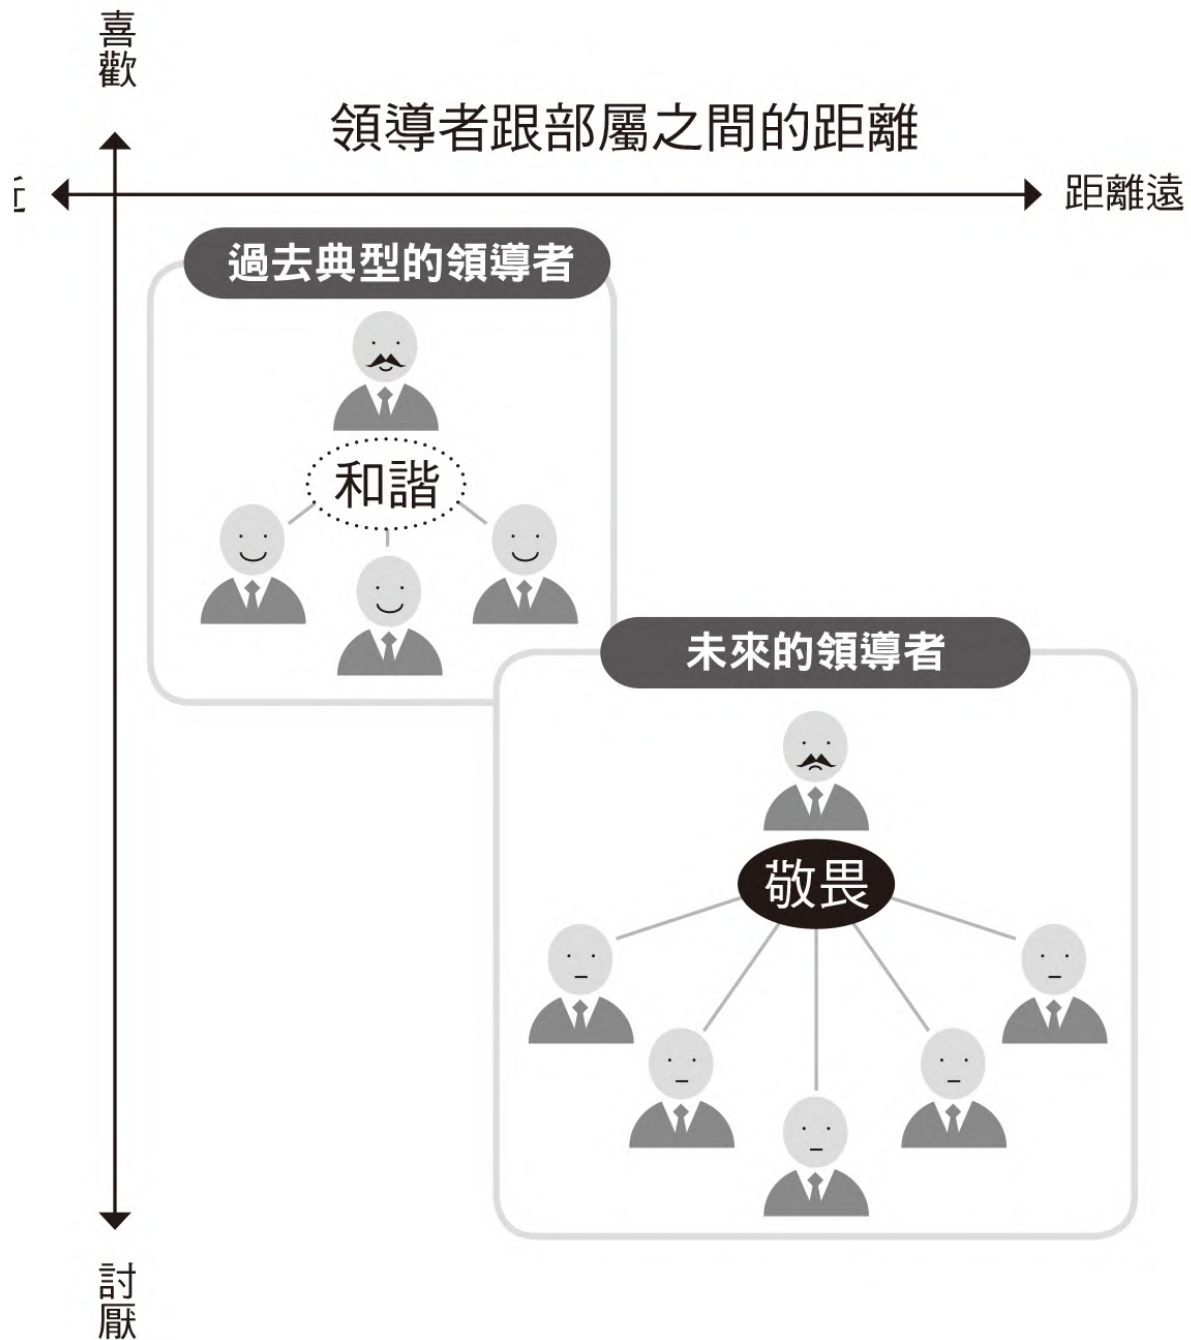 喜歡
領導者跟部屬之間的距離
近
距離遠
過去典型的領導者
和諧
未來的領導者
敬畏
討厭